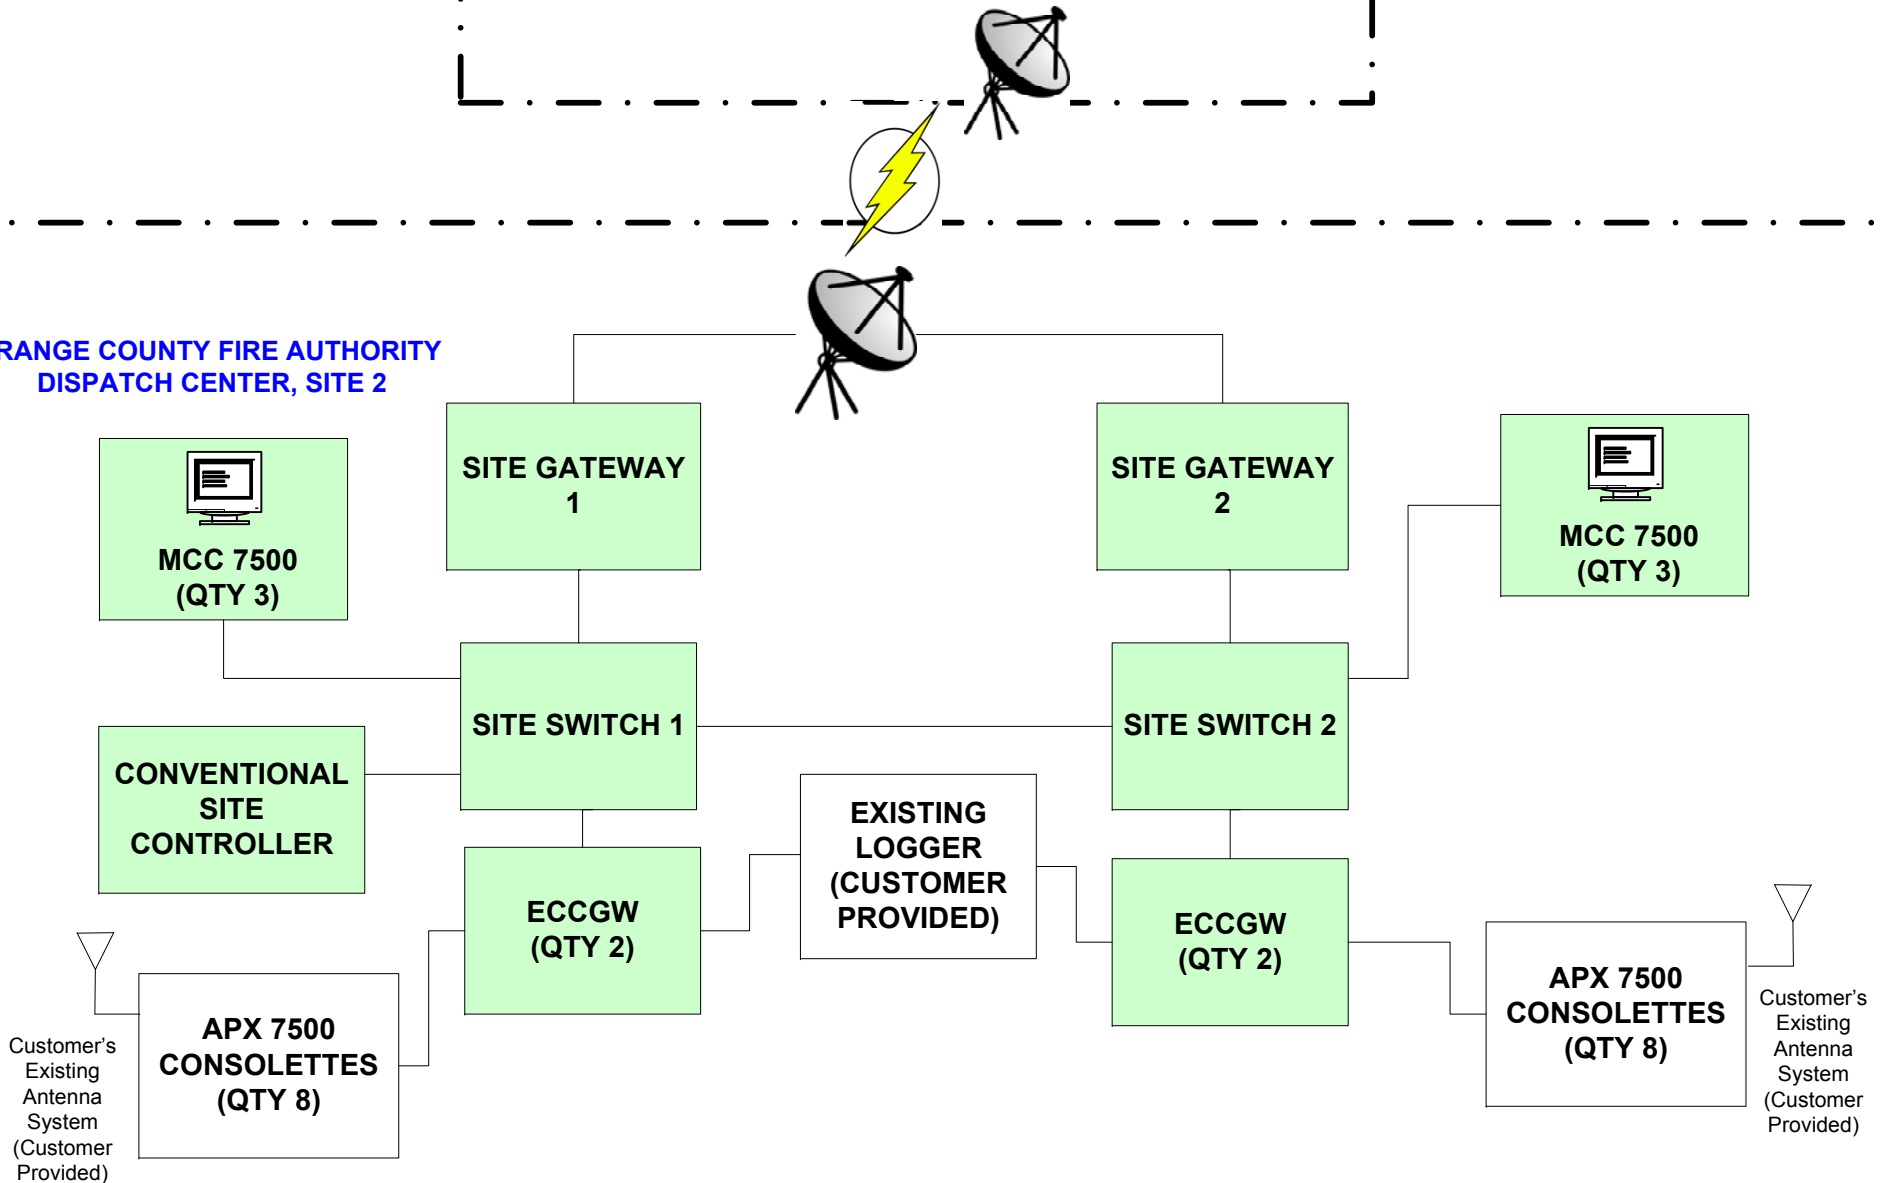 RANGE COUNTY FIRE AUTHORITY
DISPATCH CENTER, SITE 2
MCC 7500
(QTY 3)
SITE GATEWAY
1
SITE GATEWAY
2
MCC 7500
(QTY 3)
SITE SWITCH 1
SITE SWITCH 2
CONVENTIONAL
SITE
CONTROLLER
EXISTING
LOGGER
(CUSTOMER
PROVIDED)
ECCGW
(QTY 2)
ECCGW
(QTY 2)
Customer's
Existing
Antenna
System
(Customer
Provided)
APX 7500
CONSOLETTES
(QTY 8)
APX 7500
CONSOLETTES
(QTY 8)
Customer's
Existing
Antenna
System
(Customer
Provided)